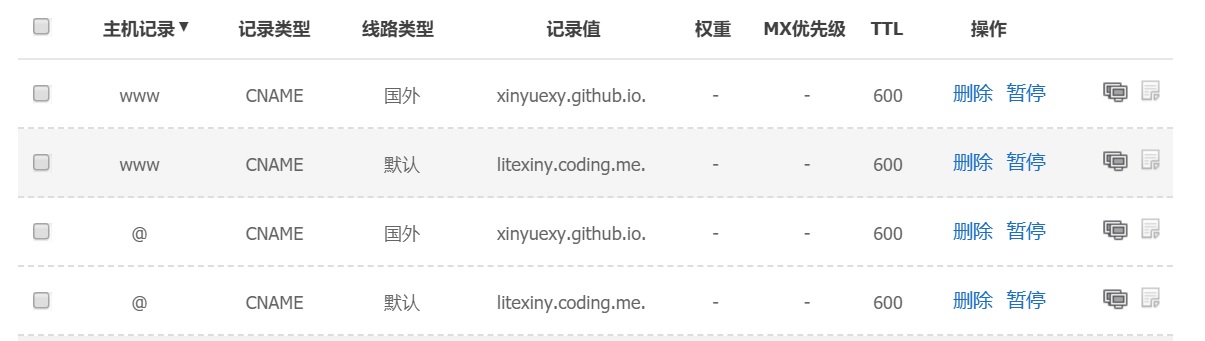 主机记录▼ 记录类型 线路类型 记录值 权重 MX优先级 TTL 操作
www CNAME 国外 xinyuexy.github.io. - - 600 删除 暂停
www CNAME 默认 litexiny.coding.me. - - 600 删除 暂停
@ CNAME 国外 xinyuexy.github.io. - - 600 删除 暂停
@ CNAME 默认 litexiny.coding.me. - - 600 删除 暂停